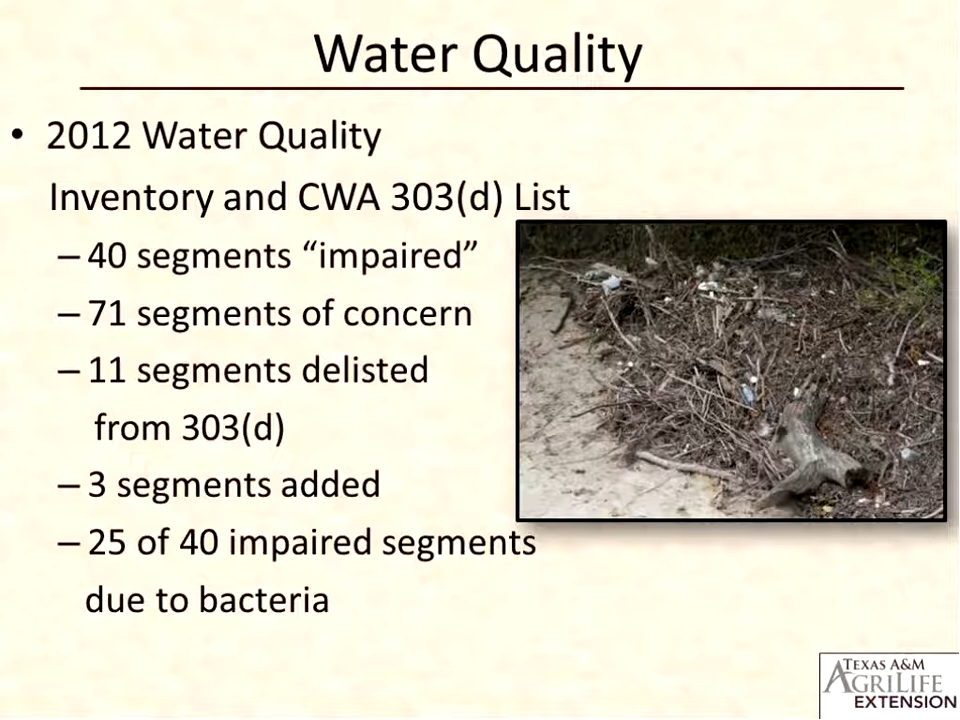 Water Quality
• 2012 Water Quality
Inventory and CWA 303(d) List
– 40 segments “impaired”
– 71 segments of concern
– 11 segments delisted
from 303(d)
– 3 segments added
– 25 of 40 impaired segments
due to bacteria
TEXAS A&M
AGRILIFE
EXTENSION